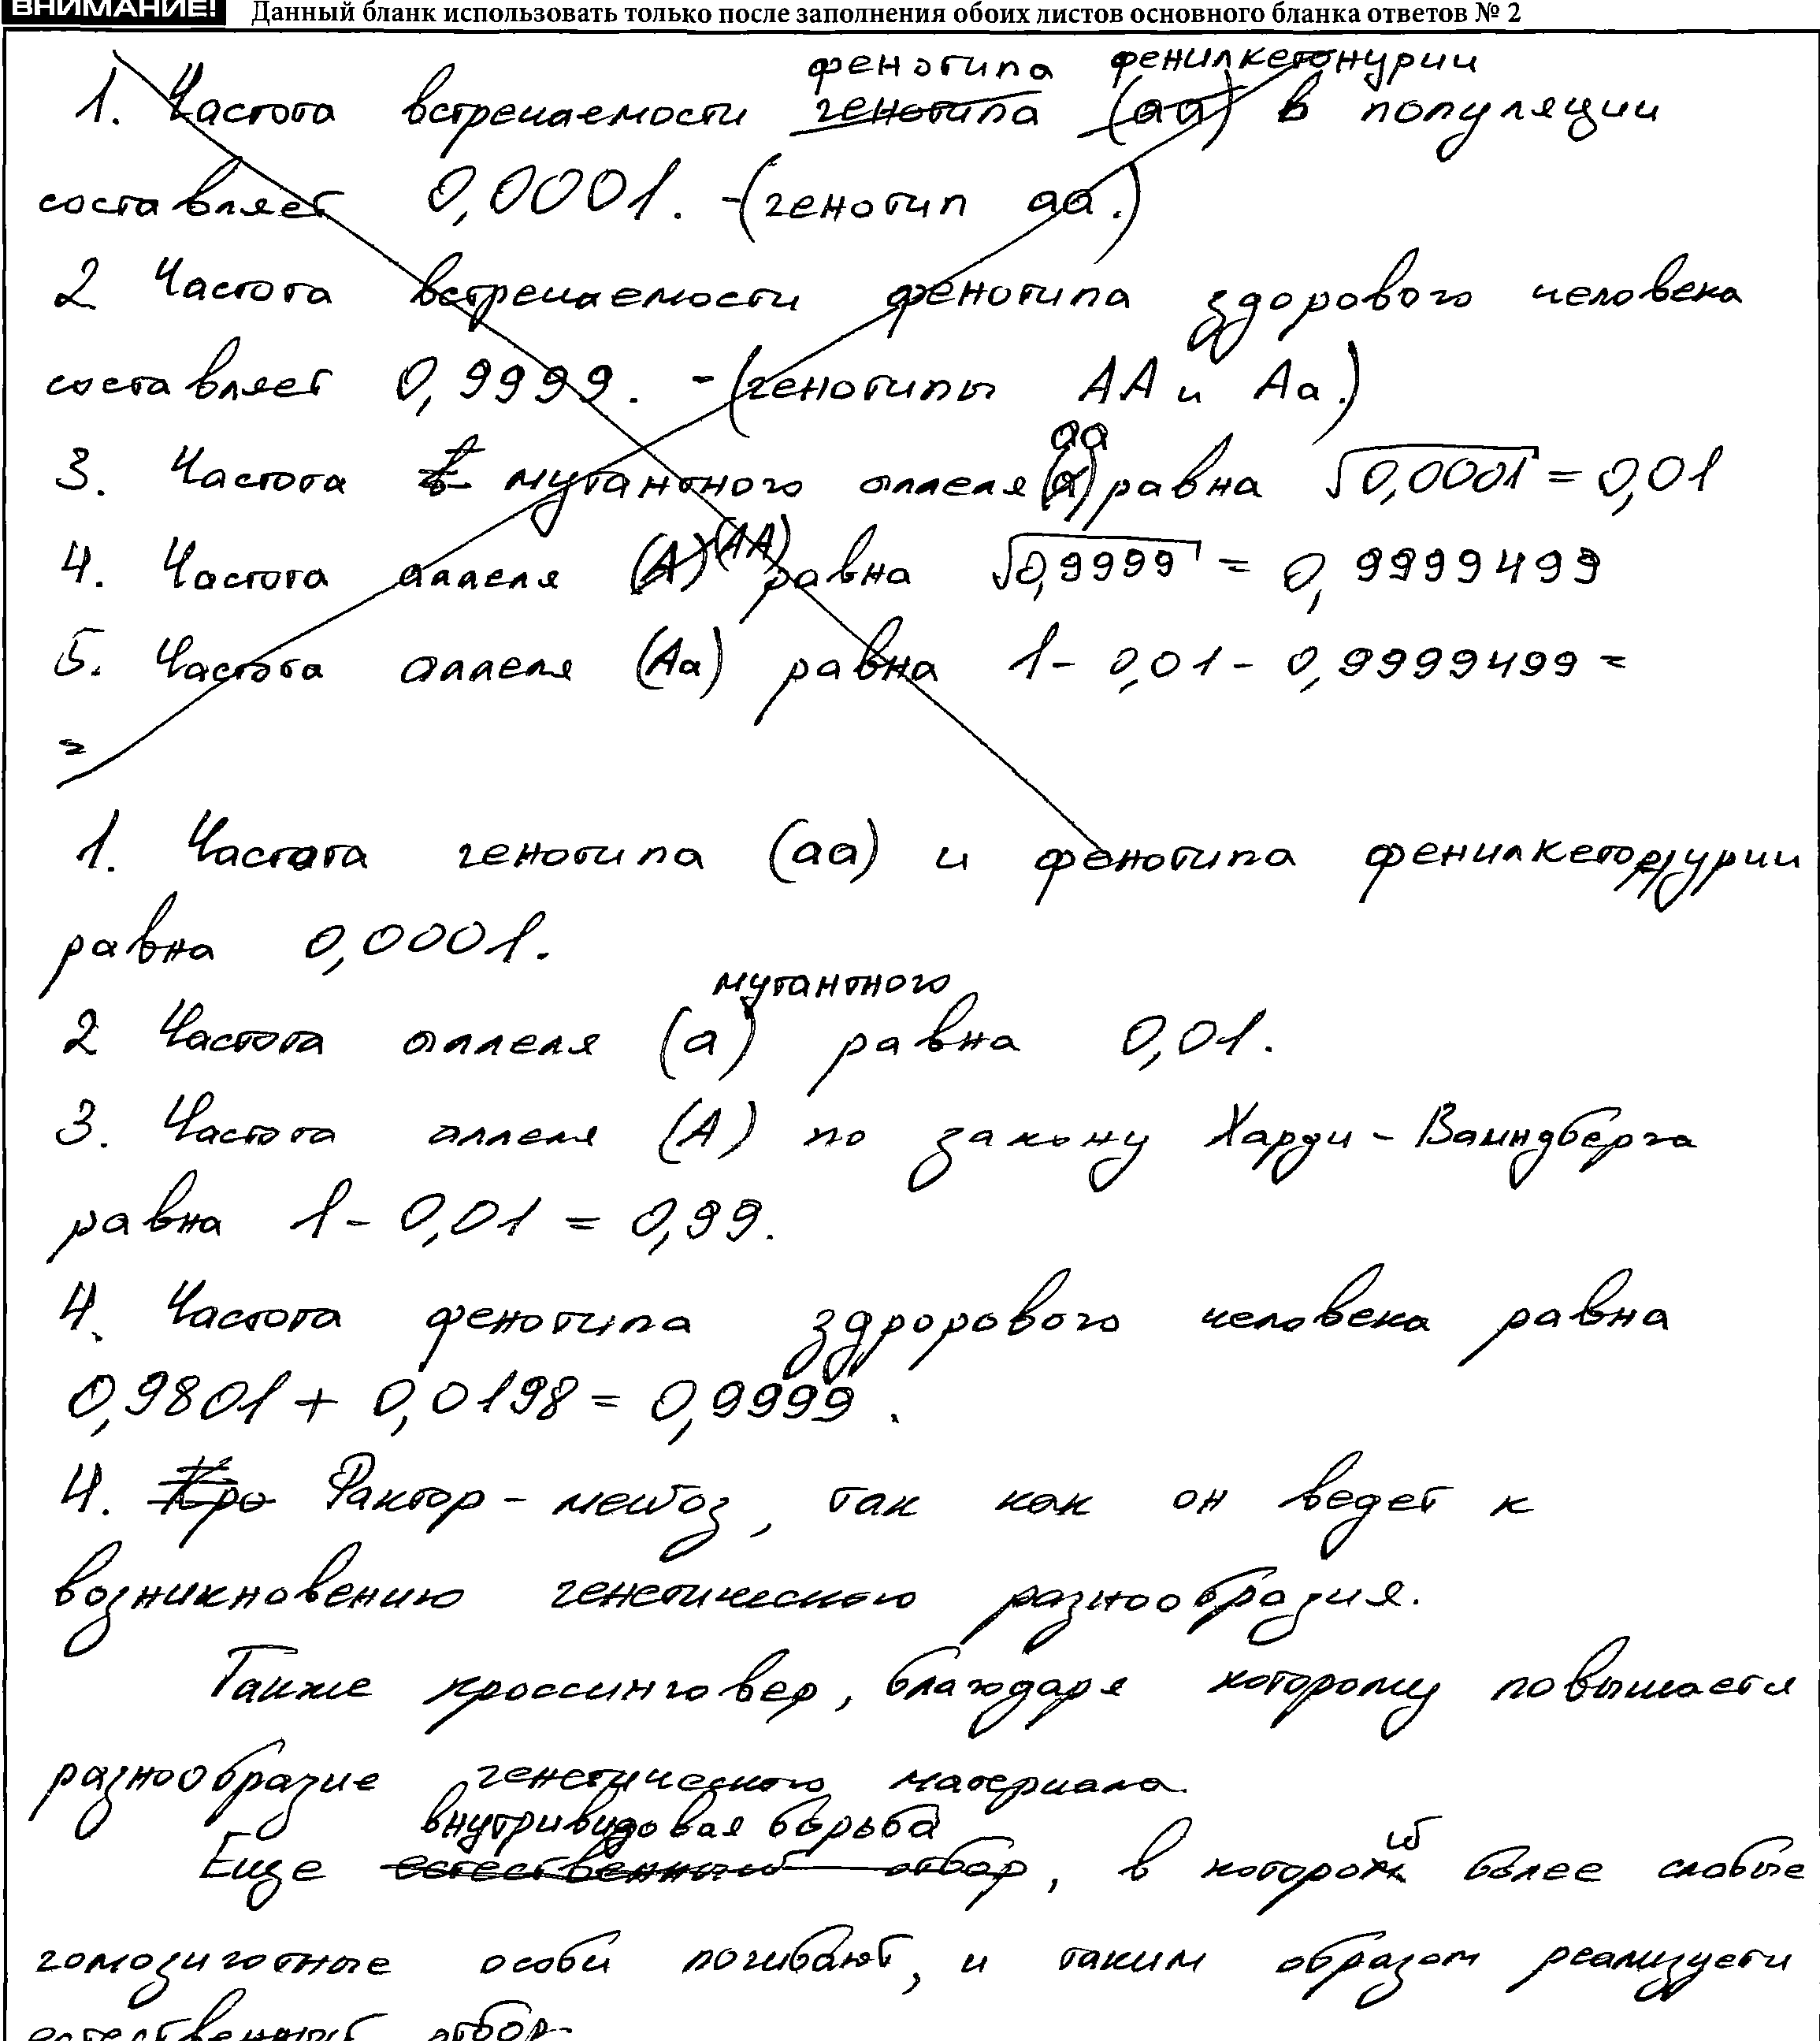 ВНИМАНИЕ! Данный бланк использовать только после заполнения обоих листов основного бланка ответов № 2
фенотипа фенилкетонурии
1. Частота встречаемости генотипа (аа) в популяции
составляет 0,0001. -(генотип аа.)
2 Частота встречаемости фенотипа здорового человека
составляет 0,9999. -(генотипы АА и Аа.)
аа
3. Частота мутантного аллеля (а) равна √0,0001 = 0,01
4. Частота аллеля (А) (АА) равна √0,9999 = 0,9999499
5. Частота аллеля (Аа) равна 1- 0,01 - 0,9999499 =
=
1. Частата генотипа (аа) и фенотипа фенилкетонурии
равна 0,0001.
мутантного
2 Частота аллеля (а) равна 0,01.
3. Частота аллеля (А) по закону Харди - Ваиндберга
равна 1 - 0,01 = 0,99.
4. Частота фенотипа здрорового человека равна
0,9801 + 0,0198 = 0,9999.
4. Кро Фактор - мейоз, так как он ведет к
возникновению генетического разнообразия.
Также кроссинговер, благодаря которому повышается
разнообразие генетического материала.
внутривидовая борьба
Еще естественный отбор, в которой более слабые
гомозиготные особи погибают, и таким образом реализуется
естественный отбор.